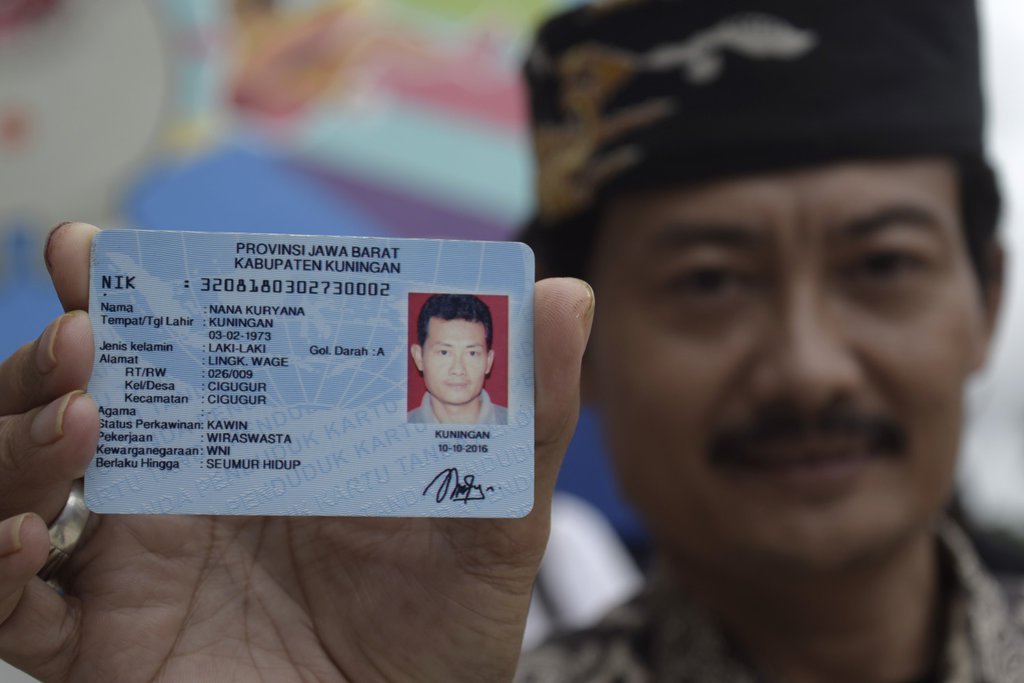 PROVINSI JAWA BARAT
KABUPATEN KUNINGAN
NIK : 3208180302730002
Nama : NANA KURYANA
Tempat/Tgl Lahir : KUNINGAN
03-02-1973
Jenis kelamin : LAKI-LAKI Gol. Darah : A
Alamat : LINGK. WAGE
RT/RW : 026/009
Kel/Desa : CIGUGUR
Kecamatan : CIGUGUR
Agama : -
Status Perkawinan: KAWIN
Pekerjaan : WIRASWASTA
Kewarganegaraan: WNI
Berlaku Hingga : SEUMUR HIDUP
KUNINGAN
10-10-2016